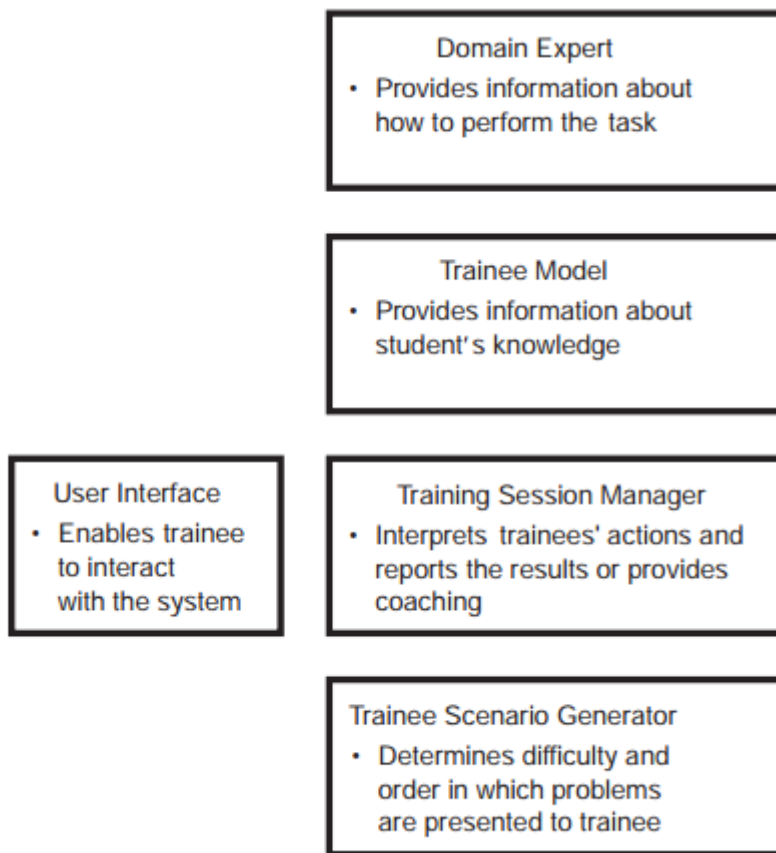 Domain Expert
• Provides information about
how to perform the task
Trainee Model
• Provides information about
student's knowledge
User Interface
• Enables trainee
to interact
with the system
Training Session Manager
• Interprets trainees' actions and
reports the results or provides
coaching
Trainee Scenario Generator
• Determines difficulty and
order in which problems
are presented to trainee